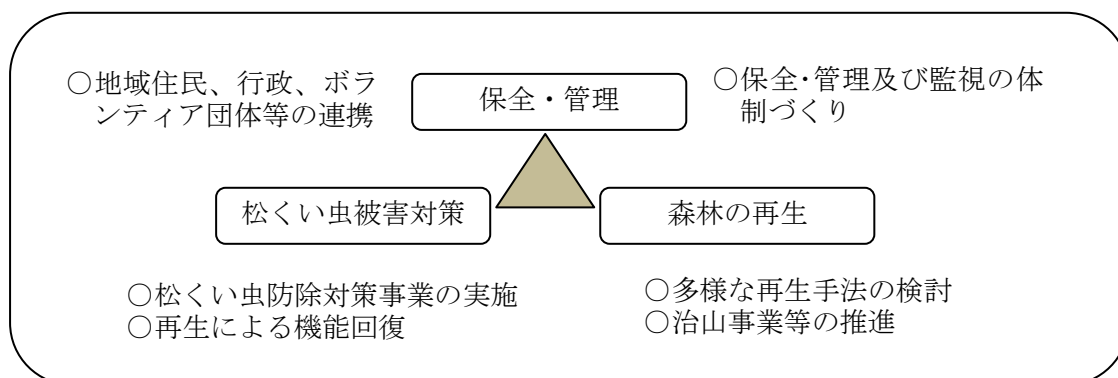 ○地域住民、行政、ボラ
ンティア団体等の連携
保全・管理
○保全･管理及び監視の体
制づくり
松くい虫被害対策
森林の再生
○松くい虫防除対策事業の実施
○再生による機能回復
○多様な再生手法の検討
○治山事業等の推進